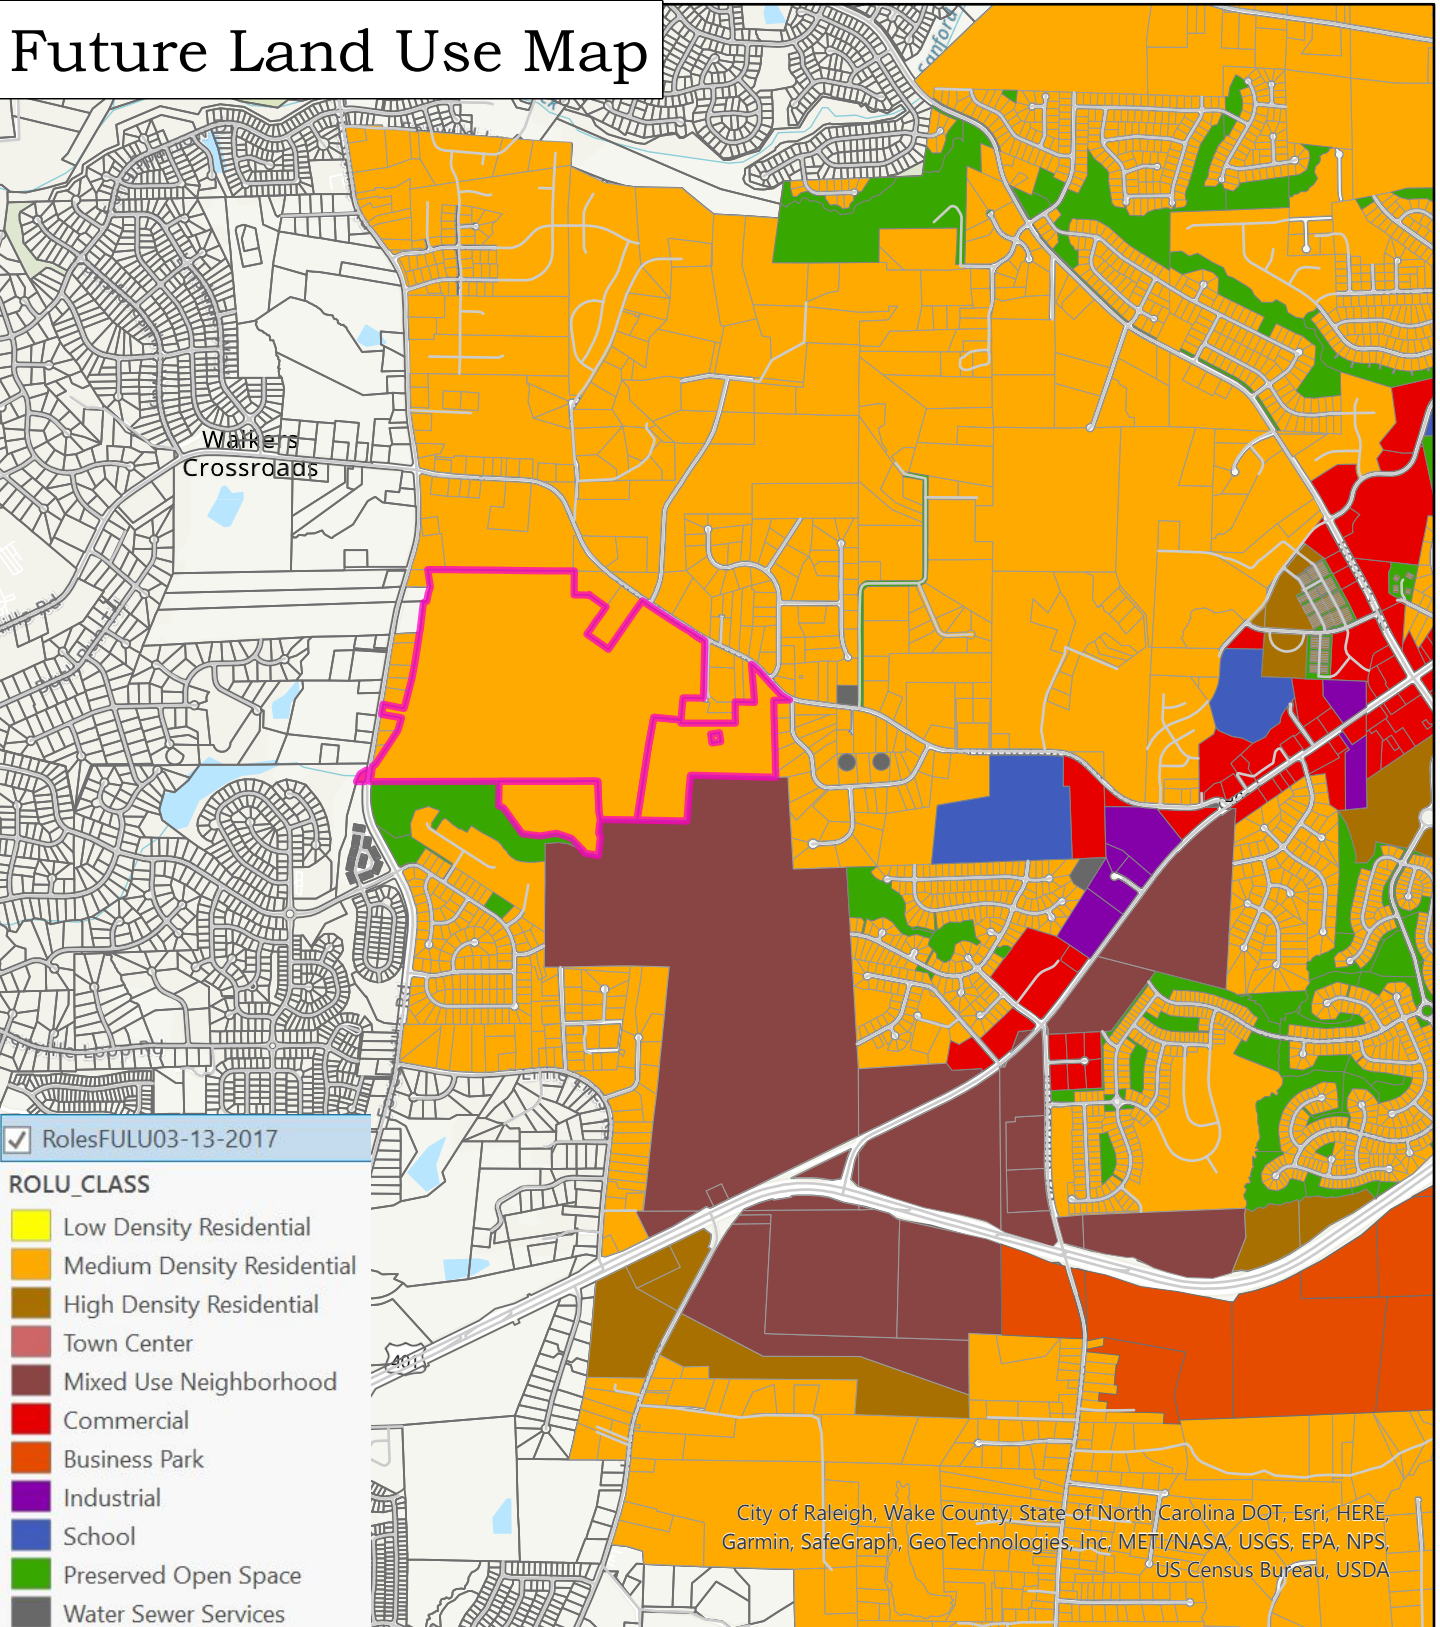 Future Land Use Map
Sanford
Walkers
Crossroads
RolesFULU03-13-2017
ROLU_CLASS
Low Density Residential
Medium Density Residential
High Density Residential
Town Center
Mixed Use Neighborhood
Commercial
Business Park
Industrial
School
Preserved Open Space
Water Sewer Services
401
City of Raleigh, Wake County, State of North Carolina DOT, Esri, HERE,
Garmin, SafeGraph, GeoTechnologies, Inc, METI/NASA, USGS, EPA, NPS,
US Census Bureau, USDA